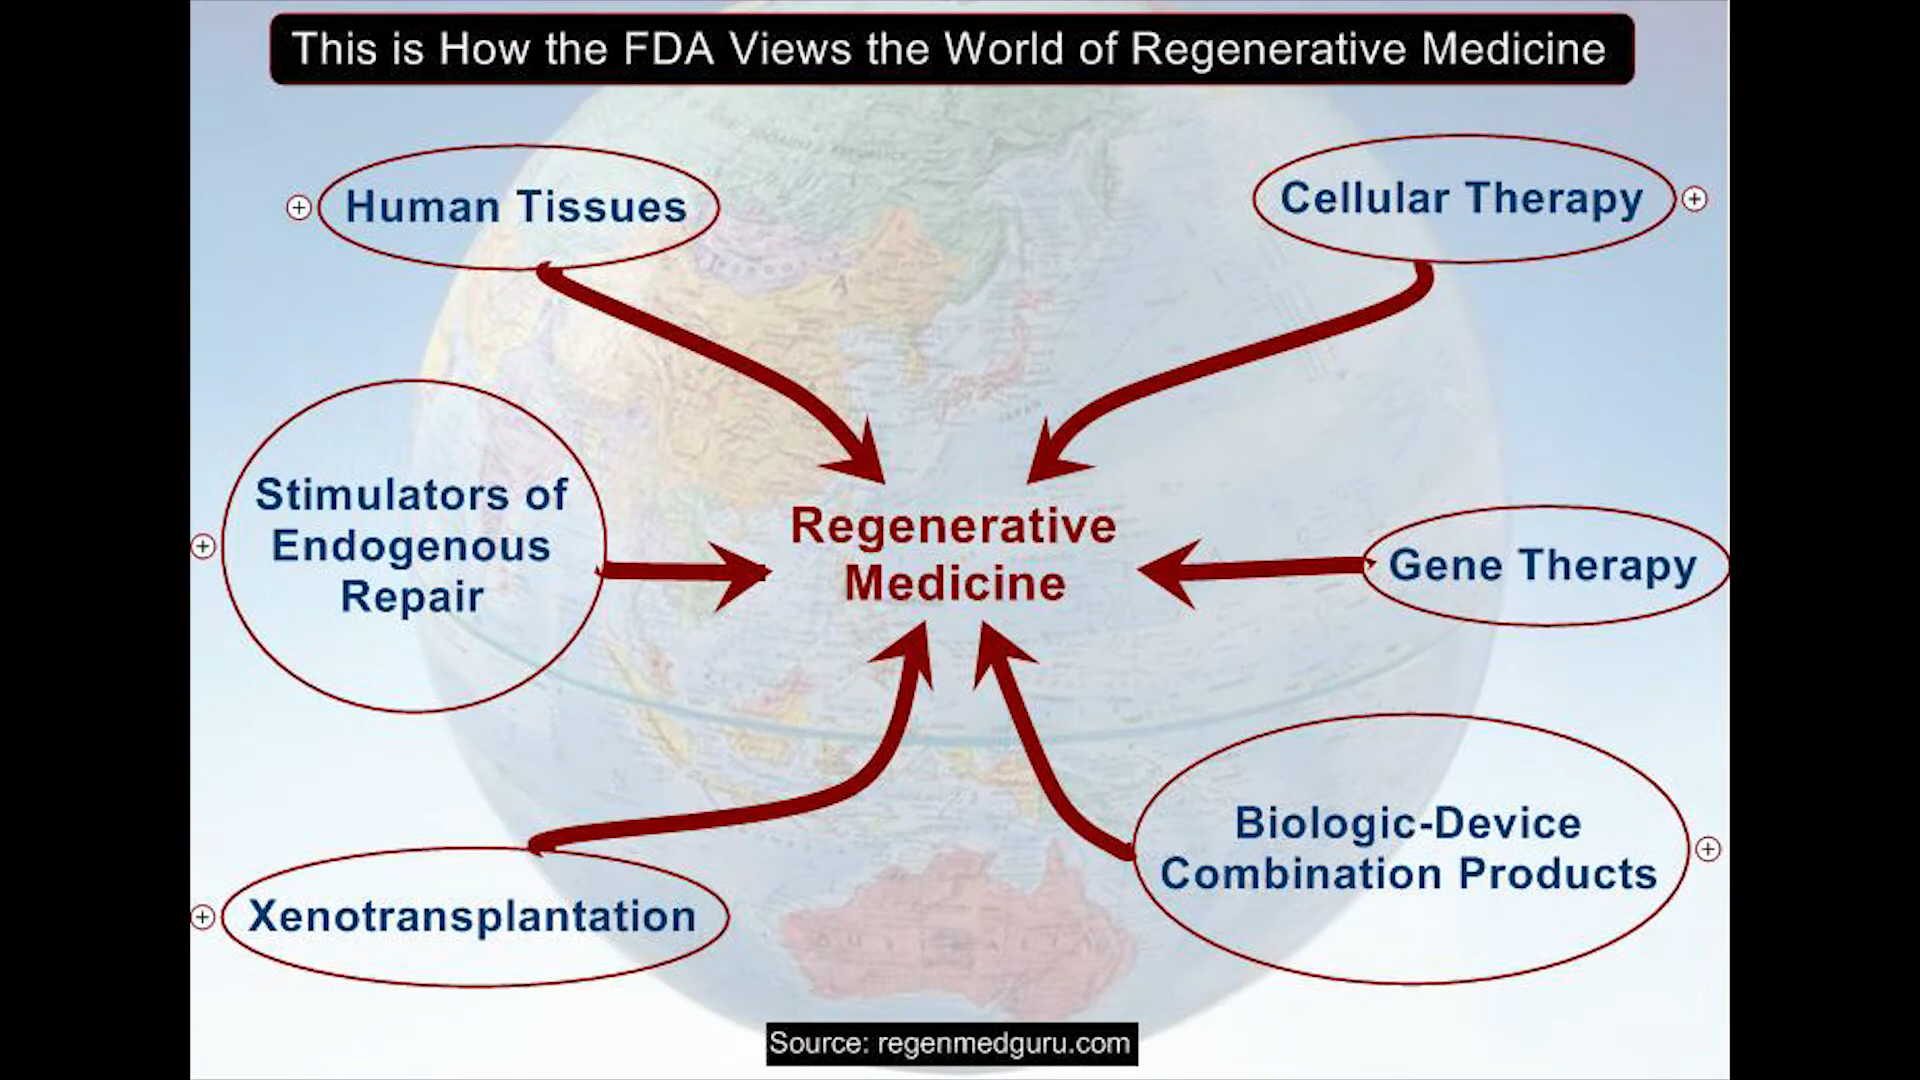 This is How the FDA Views the World of Regenerative Medicine
Human Tissues
Cellular Therapy
Stimulators of
Endogenous
Repair
Regenerative
Medicine
Gene Therapy
Xenotransplantation
Biologic-Device
Combination Products
JAPAN
Source: regenmedguru.com